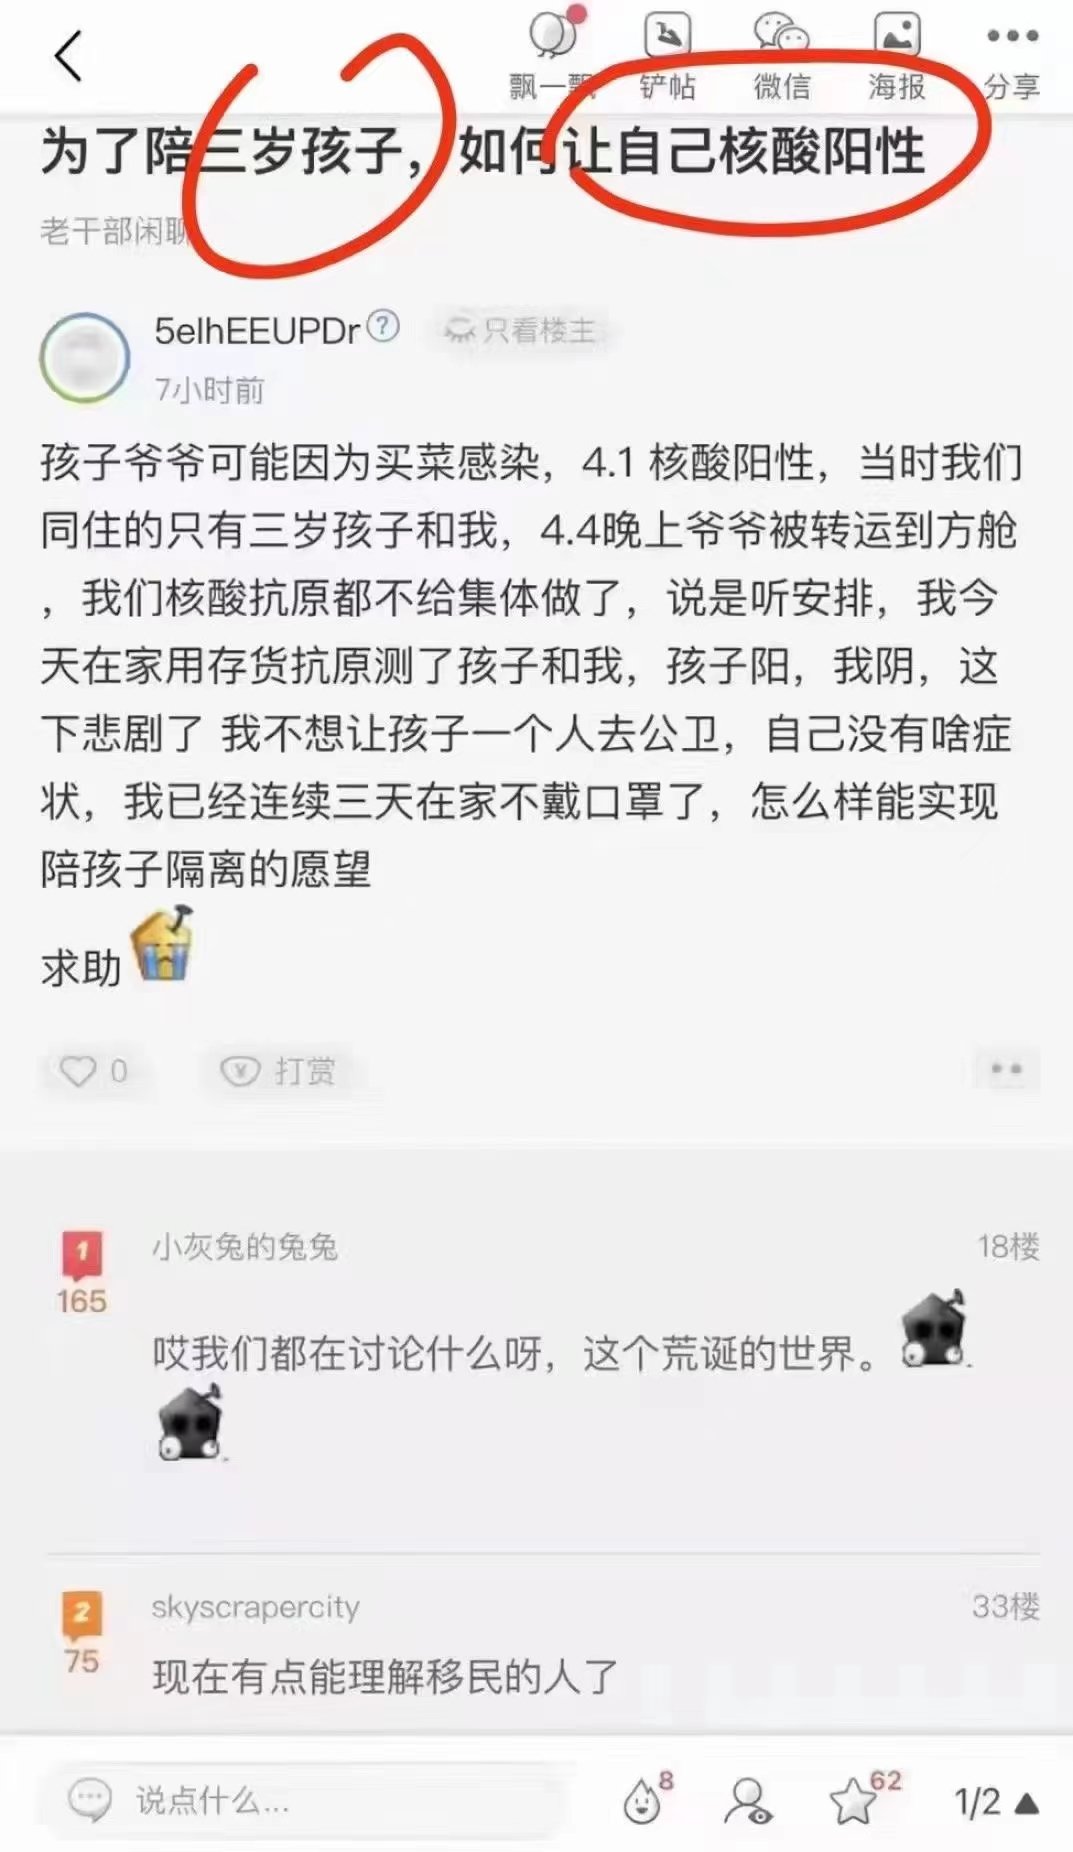 飘一飘 铲帖 微信 海报 分享
为了陪三岁孩子，如何让自己核酸阳性
老干部闲聊
5elhEEUPDr ? 只看楼主
7小时前
孩子爷爷可能因为买菜感染，4.1 核酸阳性，当时我们
同住的只有三岁孩子和我，4.4晚上爷爷被转运到方舱
，我们核酸抗原都不给集体做了，说是听安排，我今
天在家用存货抗原测了孩子和我，孩子阳，我阴，这
下悲剧了 我不想让孩子一个人去公卫，自己没有啥症
状，我已经连续三天在家不戴口罩了，怎么样能实现
陪孩子隔离的愿望
求助
0 ¥ 打赏
1 小灰兔的兔兔 18楼
165
哎我们都在讨论什么呀，这个荒诞的世界。
2 skyscrapercity 33楼
75
现在有点能理解移民的人了
说点什么... 8 62 1/2